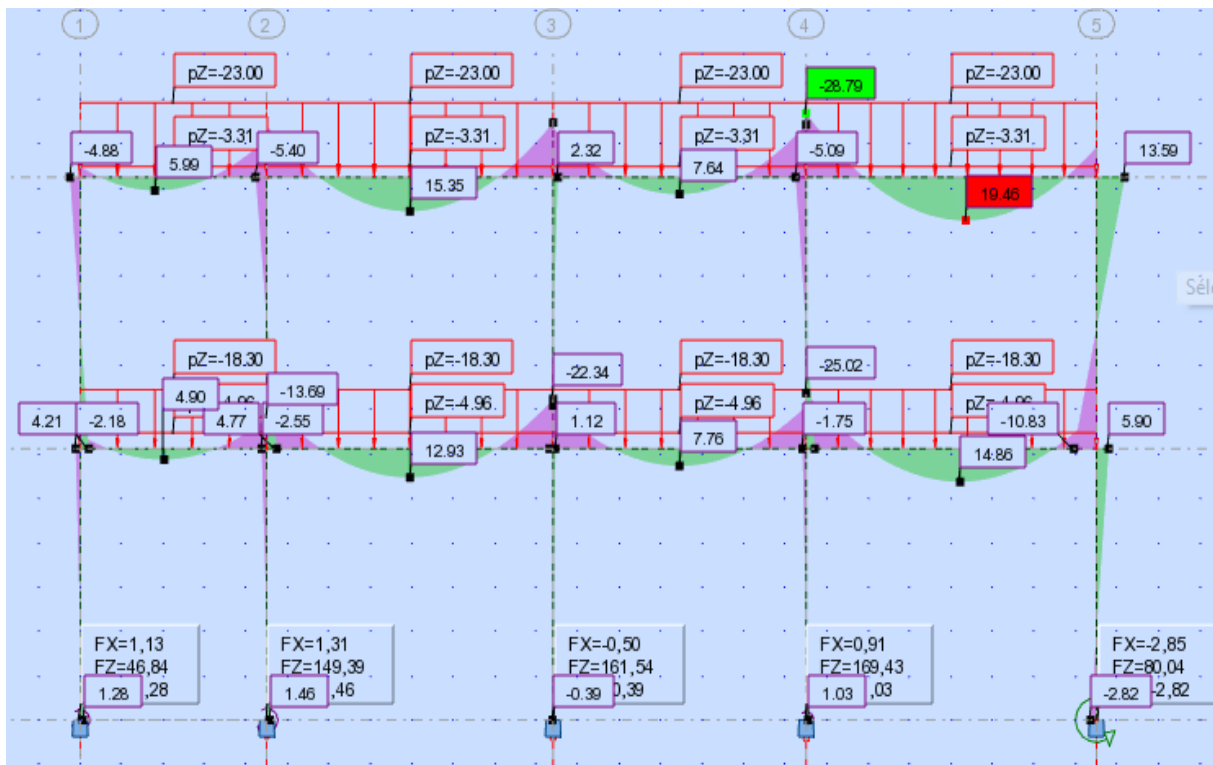 1 2 3 4 5
pZ=-23.00 pZ=-23.00 pZ=-23.00 pZ=-23.00
-28.79
pZ=-3.31 pZ=-3.31 pZ=-3.31 pZ=-3.31
-4.88 5.99 -5.40 15.35 2.32 7.64 -5.09 19.46 13.59
Séle
pZ=-18.30 pZ=-18.30 pZ=-18.30 pZ=-18.30
-22.34 -25.02
4.90 -13.69 pZ=-4.96 pZ=-4.96
4.21 -2.18 4.77 -2.55 12.93 1.12 7.76 -1.75 -10.83 14.86 5.90
FX=1,13 FX=1,31 FX=-0,50 FX=0,91 FX=-2,85
FZ=46,84 FZ=149,39 FZ=161,54 FZ=169,43 FZ=80,04
1.28 ,28 1.46 ,46 -0.39 0,39 1.03 ,03 -2.82 -2,82